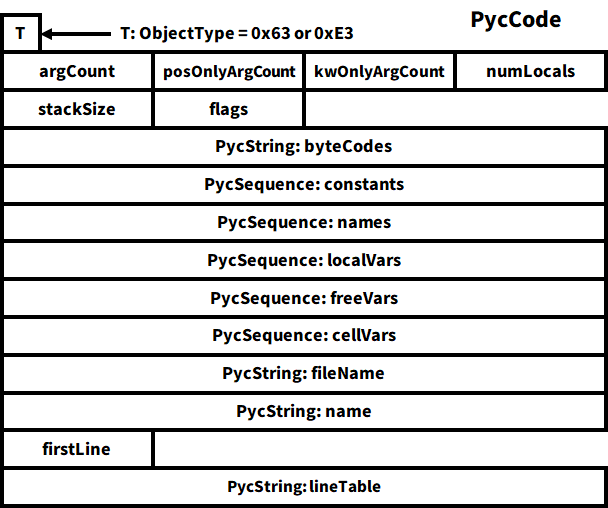 PycCode
T T: ObjectType = 0x63 or 0xE3
argCount posOnlyArgCount kwOnlyArgCount numLocals
stackSize flags
PycString: byteCodes
PycSequence: constants
PycSequence: names
PycSequence: localVars
PycSequence: freeVars
PycSequence: cellVars
PycString: fileName
PycString: name
firstLine
PycString: lineTable